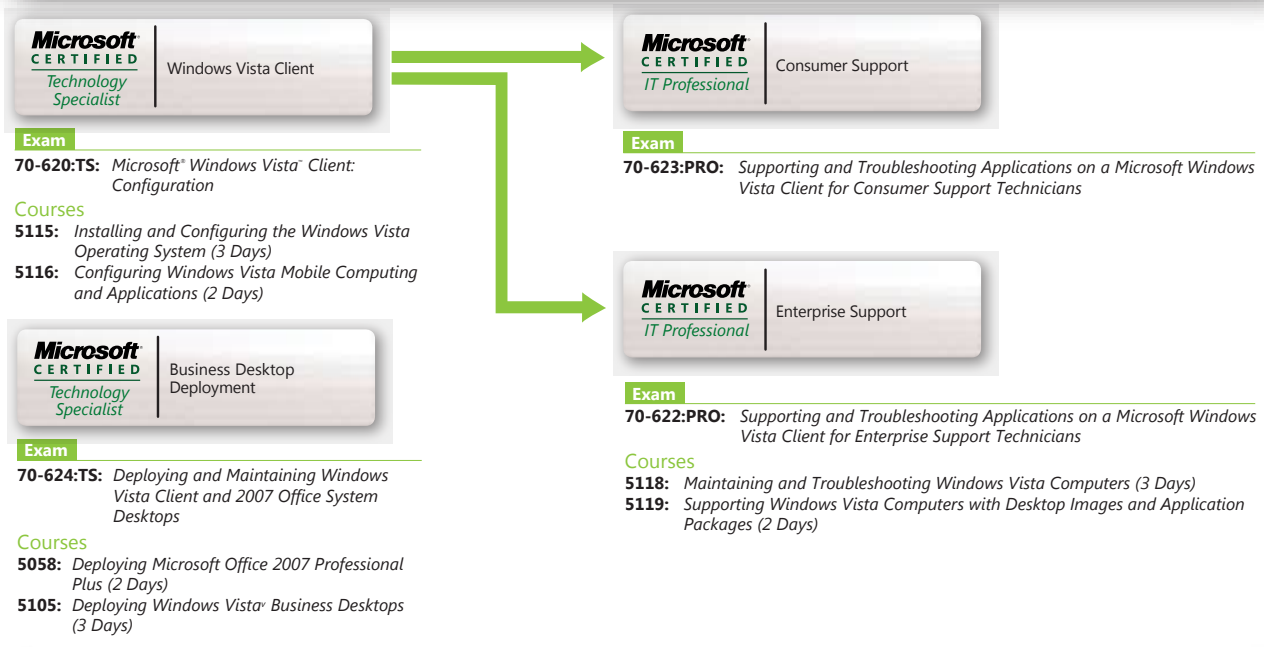 Microsoft®
CERTIFIED
Technology
Specialist
Windows Vista Client
Exam
70-620:TS: Microsoft® Windows Vista™ Client:
Configuration
Courses
5115: Installing and Configuring the Windows Vista
Operating System (3 Days)
5116: Configuring Windows Vista Mobile Computing
and Applications (2 Days)
Microsoft®
CERTIFIED
Technology
Specialist
Business Desktop
Deployment
Exam
70-624:TS: Deploying and Maintaining Windows
Vista Client and 2007 Office System
Desktops
Courses
5058: Deploying Microsoft Office 2007 Professional
Plus (2 Days)
5105: Deploying Windows Vistaᵛ Business Desktops
(3 Days)
Microsoft®
CERTIFIED
IT Professional
Consumer Support
Exam
70-623:PRO: Supporting and Troubleshooting Applications on a Microsoft Windows
Vista Client for Consumer Support Technicians
Microsoft®
CERTIFIED
IT Professional
Enterprise Support
Exam
70-622:PRO: Supporting and Troubleshooting Applications on a Microsoft Windows
Vista Client for Enterprise Support Technicians
Courses
5118: Maintaining and Troubleshooting Windows Vista Computers (3 Days)
5119: Supporting Windows Vista Computers with Desktop Images and Application
Packages (2 Days)